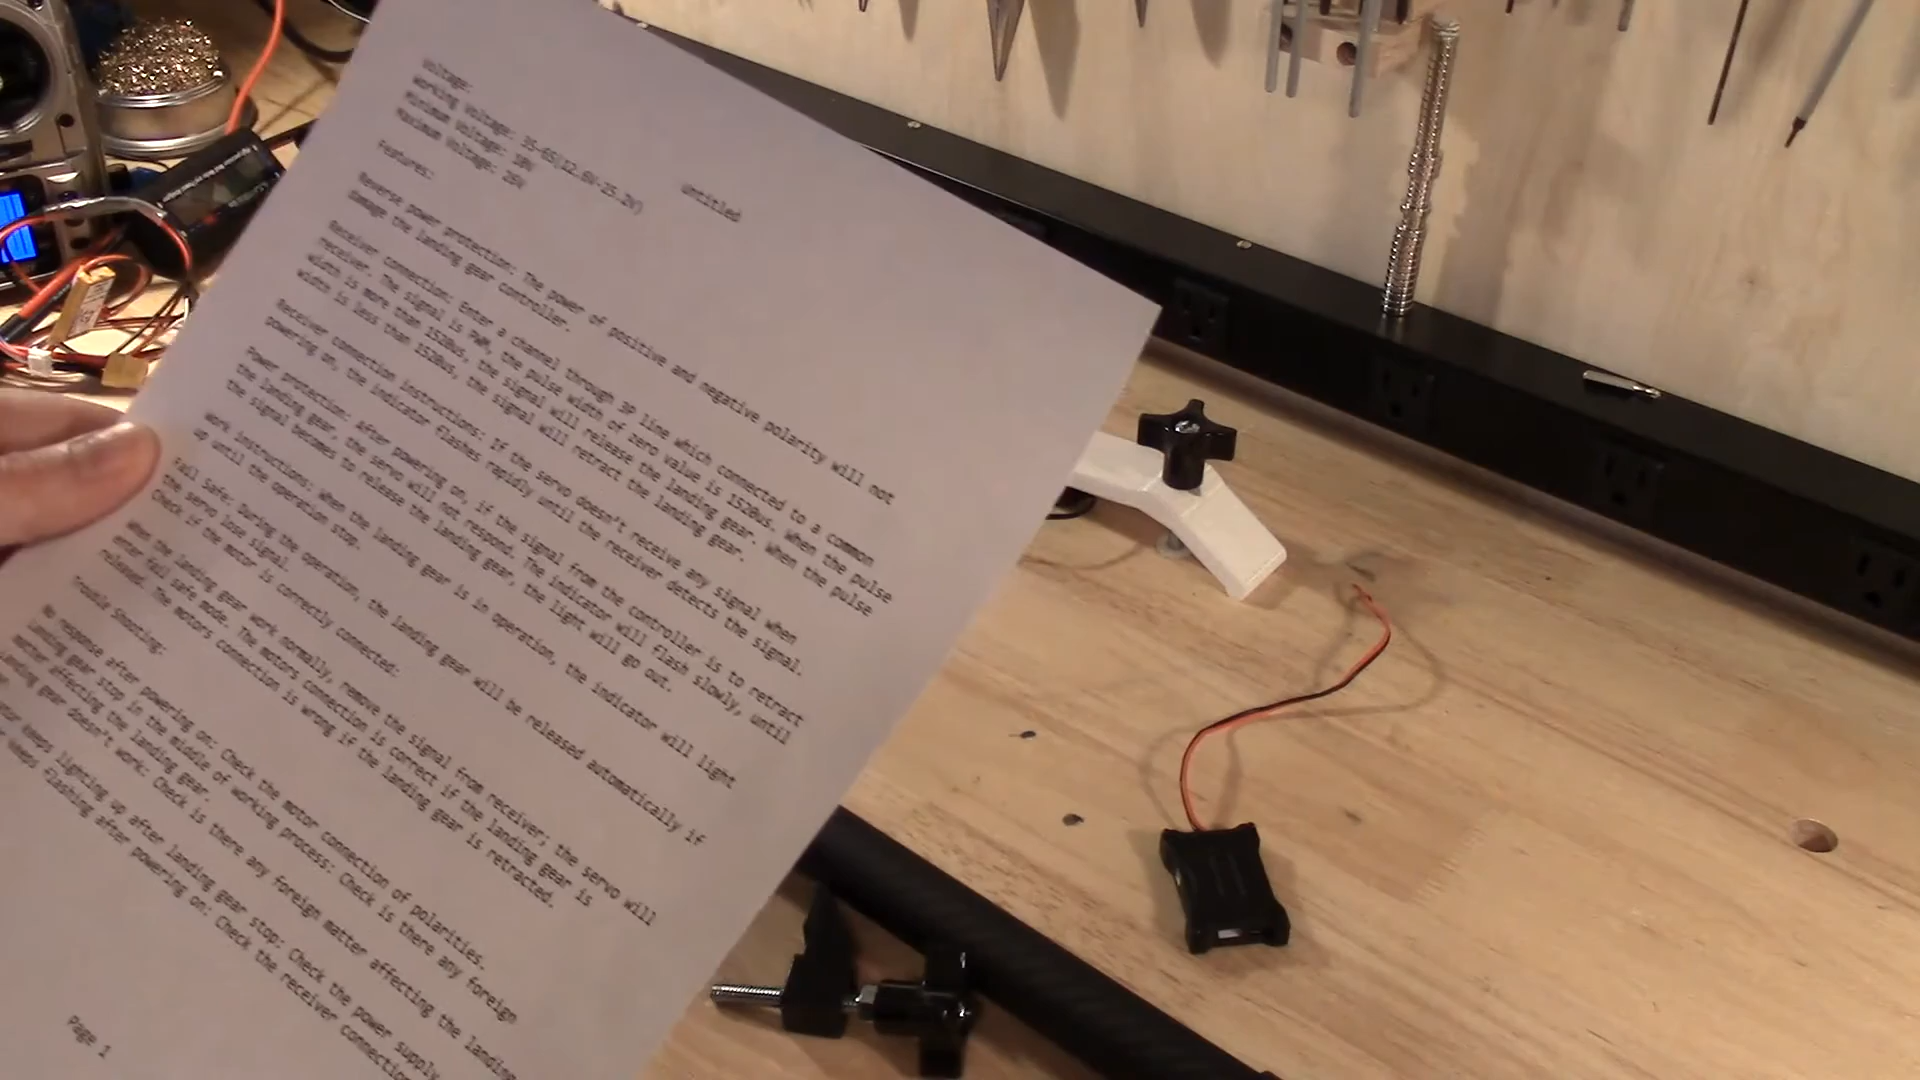 Untitled
Voltage:
Working Voltage: 3S-6S(12.6V-25.2V)
Minimum Voltage: 10V
Maximum Voltage: 26V
Features:
Reverse power protection: The power of positive and negative polarity will not
damage the landing gear controller.
Receiver connection: Enter a channel through 3P line which connected to a common
receiver. The signal is PWM, the pulse width of zero value is 1520us. When the pulse
width is more than 1520us, the signal will release the landing gear. When the pulse
width is less than 1520us, the signal will retract the landing gear.
Receiver connection instructions: If the servo doesn't receive any signal when
powering on, the indicator flashes rapidly until the receiver detects the signal.
Power protection: After powering on, if the signal from the controller is to retract
the landing gear, the servo will not respond. The indicator will flash slowly, until
the signal becomes to release the landing gear, the light will go out.
Work instructions: When the landing gear is in operation, the indicator will light
up until the operation stop.
Fail Safe: During the operation, the landing gear will be released automatically if
the servo lose signal.
Check if the motor is correctly connected:
When the landing gear work normally, remove the signal from receiver; the servo will
enter fail safe mode. The motors connection is correct if the landing gear is
released. The motors connection is wrong if the landing gear is retracted.
Trouble Shooting:
No response after powering on: Check the motor connection of polarities.
Landing gear stop in the middle of working process: Check is there any foreign
matter affecting the landing gear.
gear doesn't work: Check is there any foreign matter affecting the landing
keeps lighting up after landing gear stop: Check the power supply
keeps flashing after powering on: Check the receiver connection
Page 1